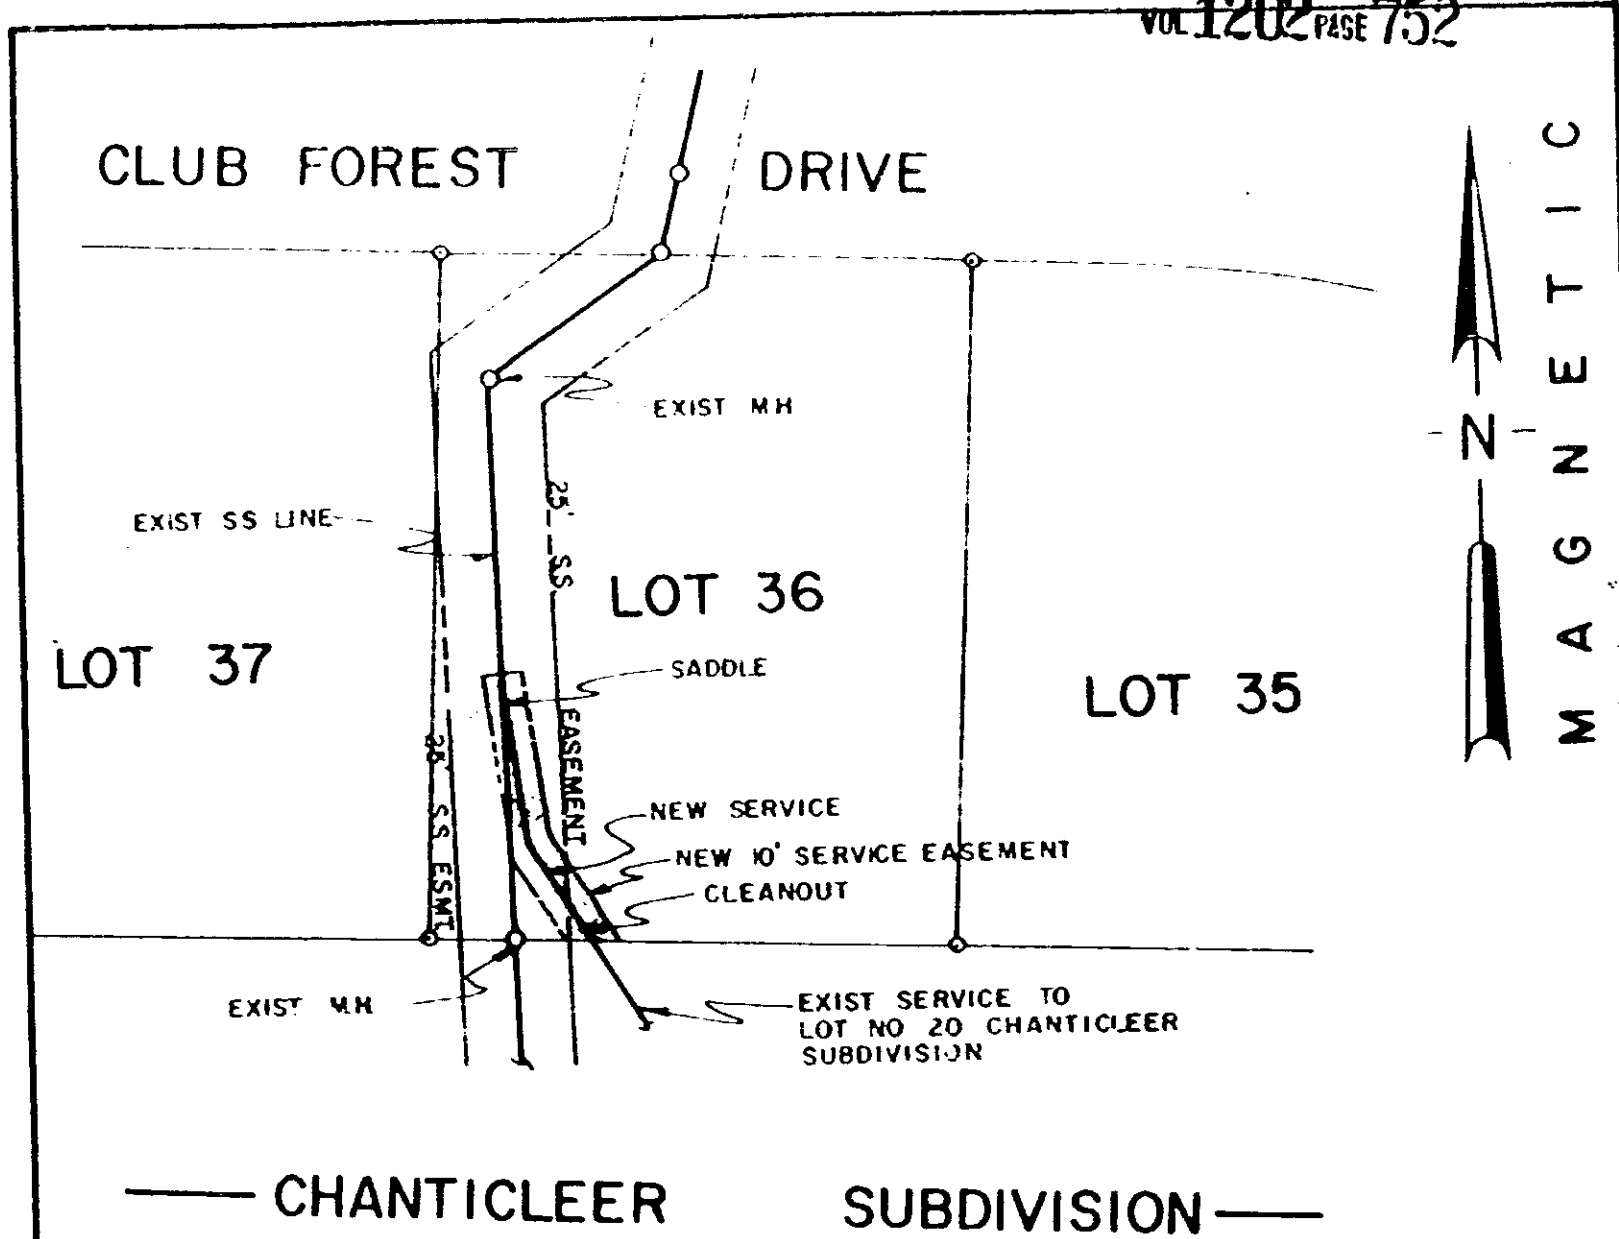 VOL 1202 PAGE 752
CLUB FOREST DRIVE
MAGNETIC
N
EXIST MH
EXIST SS LINE
25' SS EASEMENT
LOT 36
LOT 37
SADDLE
LOT 35
25' SS ESMT
NEW SERVICE
NEW 10' SERVICE EASEMENT
CLEANOUT
EXIST MH
EXIST SERVICE TO
LOT NO 20 CHANTICLEER
SUBDIVISION
CHANTICLEER SUBDIVISION